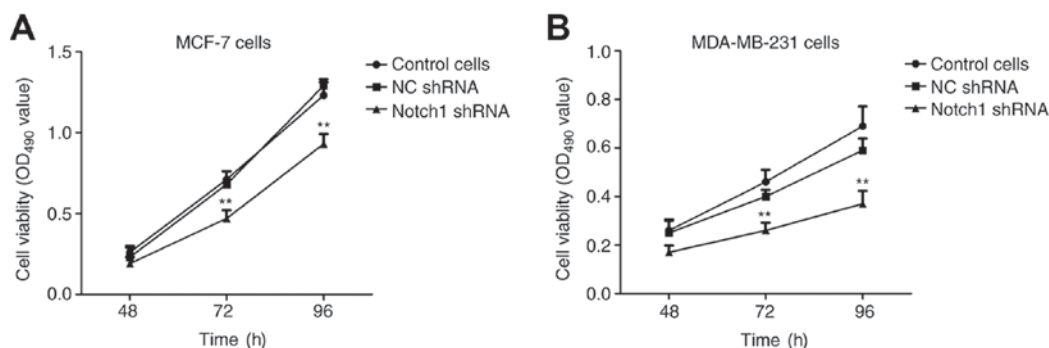 A
MCF-7 cells
Control cells
NC shRNA
Notch1 shRNA
Cell viablity (OD490 value)
1.5
1.0
0.5
0.0
**
**
48 72 96
Time (h)
B
MDA-MB-231 cells
Control cells
NC shRNA
Notch1 shRNA
Cell viablity (OD490 value)
1.0
0.8
0.6
0.4
0.2
0.0
**
**
48 72 96
Time (h)